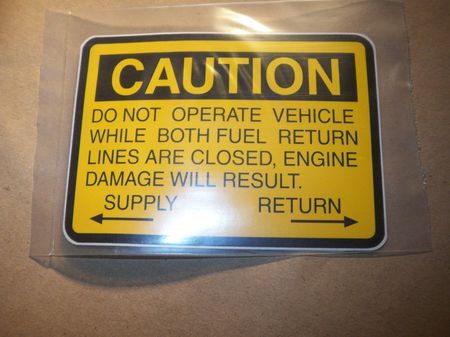 CAUTION
DO NOT OPERATE VEHICLE
WHILE BOTH FUEL RETURN
LINES ARE CLOSED, ENGINE
DAMAGE WILL RESULT.
SUPPLY RETURN